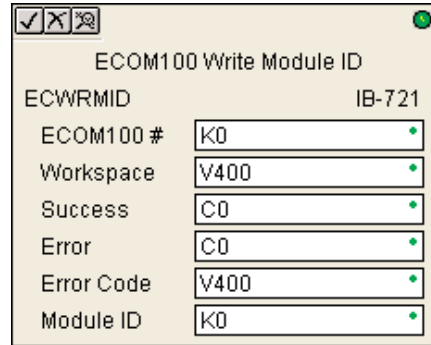 ECOM100 Write Module ID
ECWRMID IB-721
ECOM100 # K0
Workspace V400
Success C0
Error C0
Error Code V400
Module ID K0